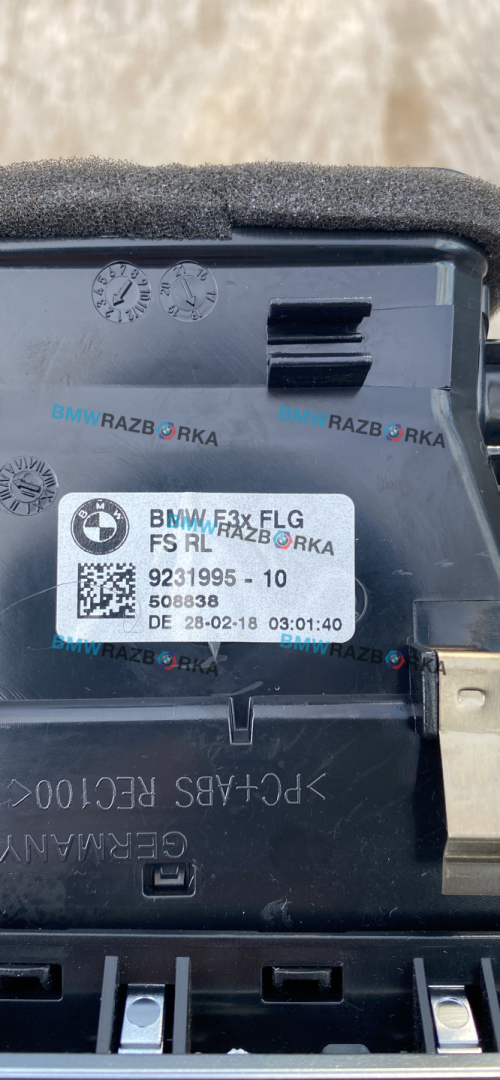 BMWRAZBORKA
BMWRAZBORKA
BMW
BMW F3x FLG
FS RL
BMWRAZBORKA
9231995 - 10
508838
DE 28-02-18 03:01:40
BMWRAZBORKA
BMWRAZBORKA
>PC+ABS REC100<
GERMANY